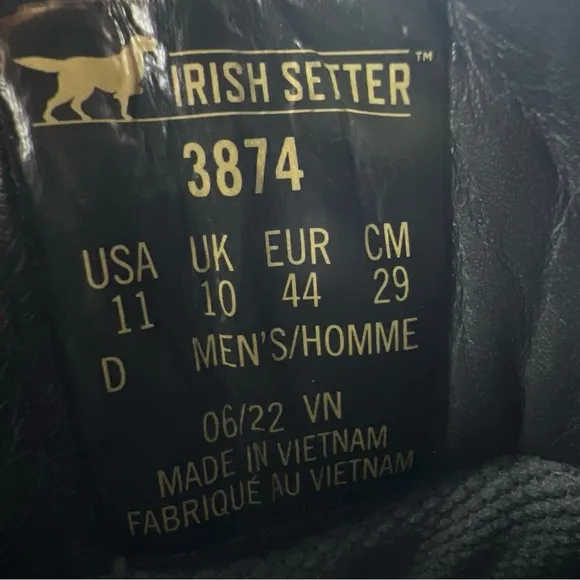 IRISH SETTER™
3874
USA UK EUR CM
11 10 44 29
D MEN'S/HOMME
06/22 VN
MADE IN VIETNAM
FABRIQUÉ AU VIETNAM